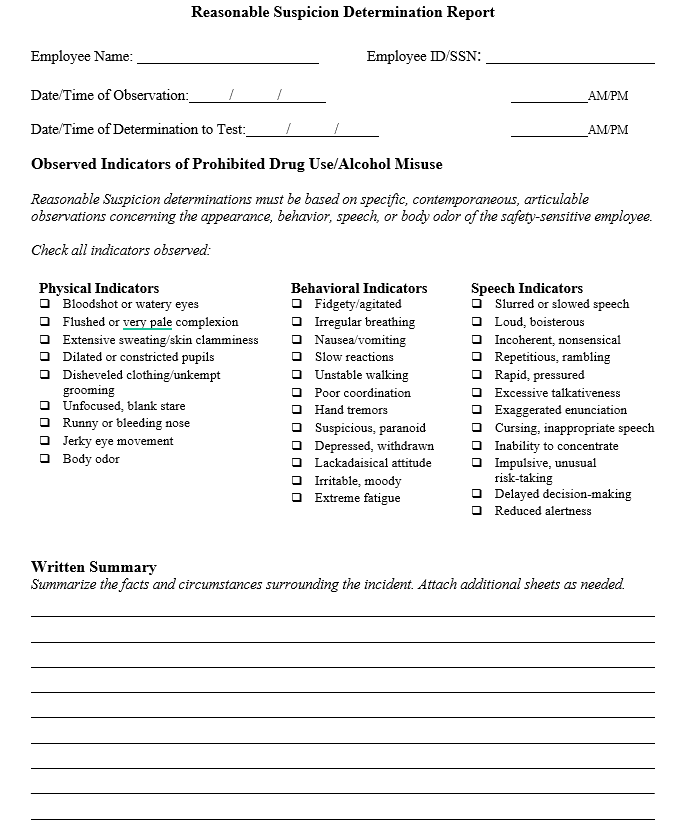 Reasonable Suspicion Determination Report
Employee Name: ________________ Employee ID/SSN: ________________
Date/Time of Observation:______/______/______ __________AM/PM
Date/Time of Determination to Test:______/______/______ __________AM/PM
Observed Indicators of Prohibited Drug Use/Alcohol Misuse
Reasonable Suspicion determinations must be based on specific, contemporaneous, articulable
observations concerning the appearance, behavior, speech, or body odor of the safety-sensitive employee.
Check all indicators observed:
Physical Indicators
❑ Bloodshot or watery eyes
❑ Flushed or very pale complexion
❑ Extensive sweating/skin clamminess
❑ Dilated or constricted pupils
❑ Disheveled clothing/unkempt
grooming
❑ Unfocused, blank stare
❑ Runny or bleeding nose
❑ Jerky eye movement
❑ Body odor
Behavioral Indicators
❑ Fidgety/agitated
❑ Irregular breathing
❑ Nausea/vomiting
❑ Slow reactions
❑ Unstable walking
❑ Poor coordination
❑ Hand tremors
❑ Suspicious, paranoid
❑ Depressed, withdrawn
❑ Lackadaisical attitude
❑ Irritable, moody
❑ Extreme fatigue
Speech Indicators
❑ Slurred or slowed speech
❑ Loud, boisterous
❑ Incoherent, nonsensical
❑ Repetitious, rambling
❑ Rapid, pressured
❑ Excessive talkativeness
❑ Exaggerated enunciation
❑ Cursing, inappropriate speech
❑ Inability to concentrate
❑ Impulsive, unusual
risk-taking
❑ Delayed decision-making
❑ Reduced alertness
Written Summary
Summarize the facts and circumstances surrounding the incident. Attach additional sheets as needed.